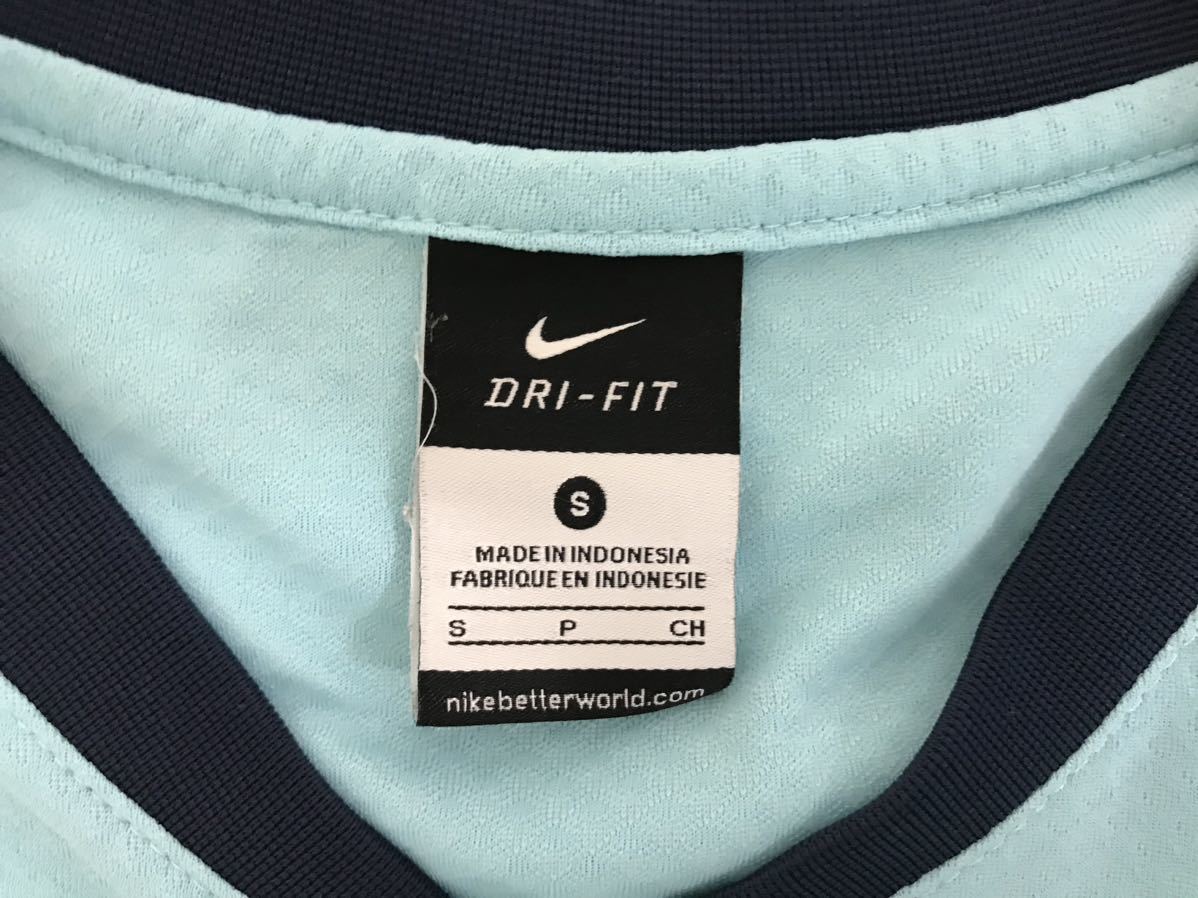 DRI-FIT
S
MADE IN INDONESIA
FABRIQUE EN INDONESIE
S P CH
nikebetterworld.com